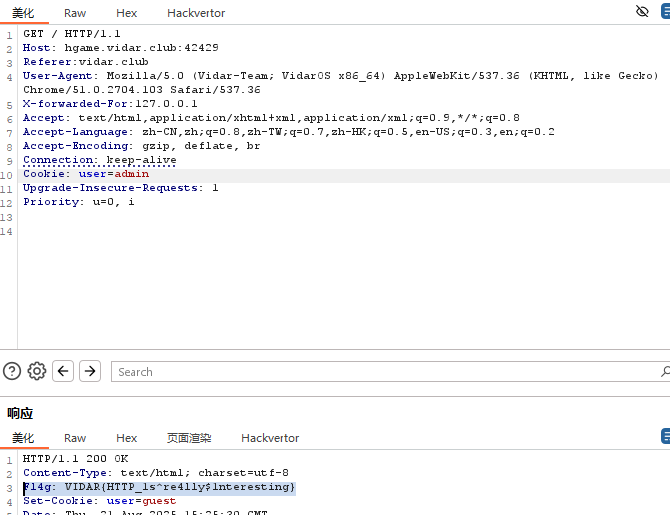 美化 Raw Hex Hackvertor
1 GET / HTTP/1.1
2 Host: hgame.vidar.club:42429
3 Referer:vidar.club
4 User-Agent: Mozilla/5.0 (Vidar-Team; VidarOS x86_64) AppleWebKit/537.36 (KHTML, like Gecko)
Chrome/51.0.2704.103 Safari/537.36
5 X-forwarded-For:127.0.0.1
6 Accept: text/html,application/xhtml+xml,application/xml;q=0.9,*/*;q=0.8
7 Accept-Language: zh-CN,zh;q=0.8,zh-TW;q=0.7,zh-HK;q=0.5,en-US;q=0.3,en;q=0.2
8 Accept-Encoding: gzip, deflate, br
9 Connection: keep-alive
10 Cookie: user=admin
11 Upgrade-Insecure-Requests: 1
12 Priority: u=0, i
13
14
Search
响应
美化 Raw Hex 页面渲染 Hackvertor
1 HTTP/1.1 200 OK
2 Content-Type: text/html; charset=utf-8
3 Fl4g: VIDAR{HTTP_1s^re4lly$1nteresting}
4 Set-Cookie: user=guest
5 Date: Thu, 21 Aug 2025 15:25:30 GMT